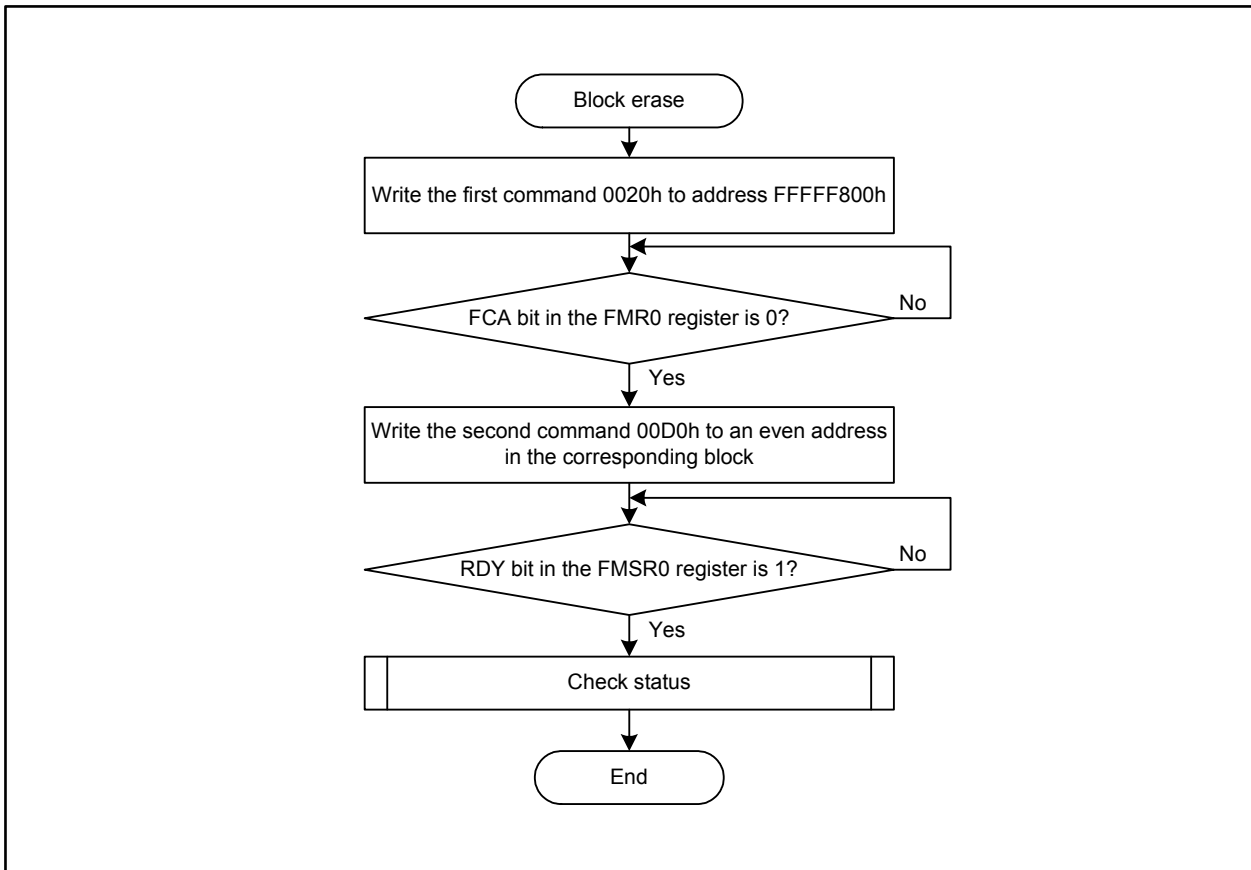 Block erase
Write the first command 0020h to address FFFFF800h
No
FCA bit in the FMR0 register is 0?
Yes
Write the second command 00D0h to an even address
in the corresponding block
No
RDY bit in the FMSR0 register is 1?
Yes
Check status
End